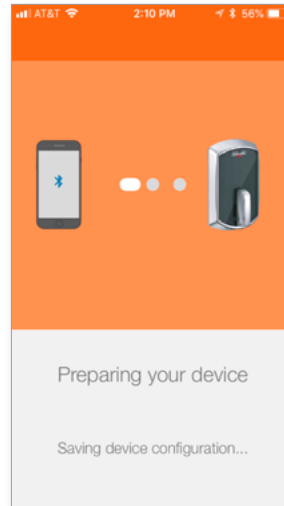 AT&T 2:10 PM 56%
Preparing your device
Saving device configuration...